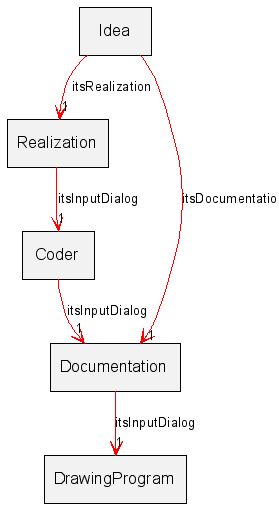 Idea
itsRealization
1
Realization
itsInputDialog
itsDocumentatio
1
Coder
itsInputDialog
1
1
Documentation
itsInputDialog
1
DrawingProgram